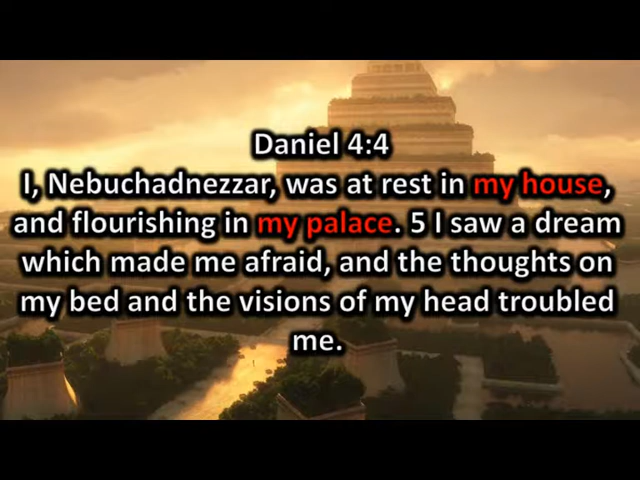 Daniel 4:4
I, Nebuchadnezzar, was at rest in my house,
and flourishing in my palace. 5 I saw a dream
which made me afraid, and the thoughts on
my bed and the visions of my head troubled
me.